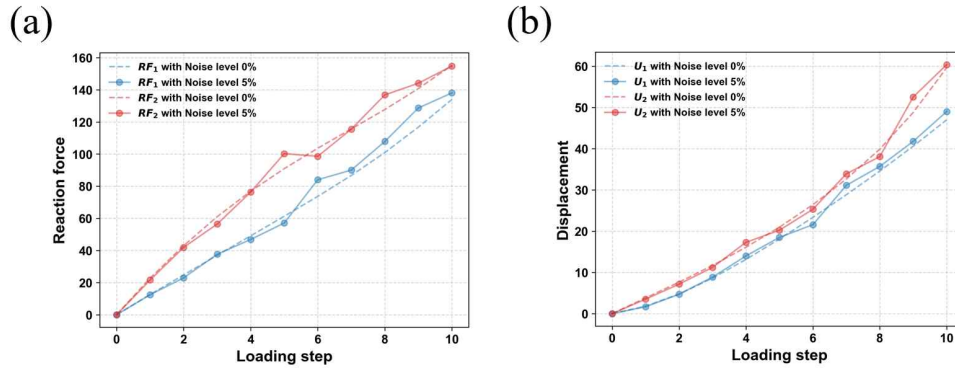 (a)
Reaction force
160
140
120
100
80
60
40
20
0
RF₁ with Noise level 0%
RF₁ with Noise level 5%
RF₂ with Noise level 0%
RF₂ with Noise level 5%
0 2 4 6 8 10
Loading step
(b)
Displacement
60
50
40
30
20
10
0
U₁ with Noise level 0%
U₁ with Noise level 5%
U₂ with Noise level 0%
U₂ with Noise level 5%
0 2 4 6 8 10
Loading step